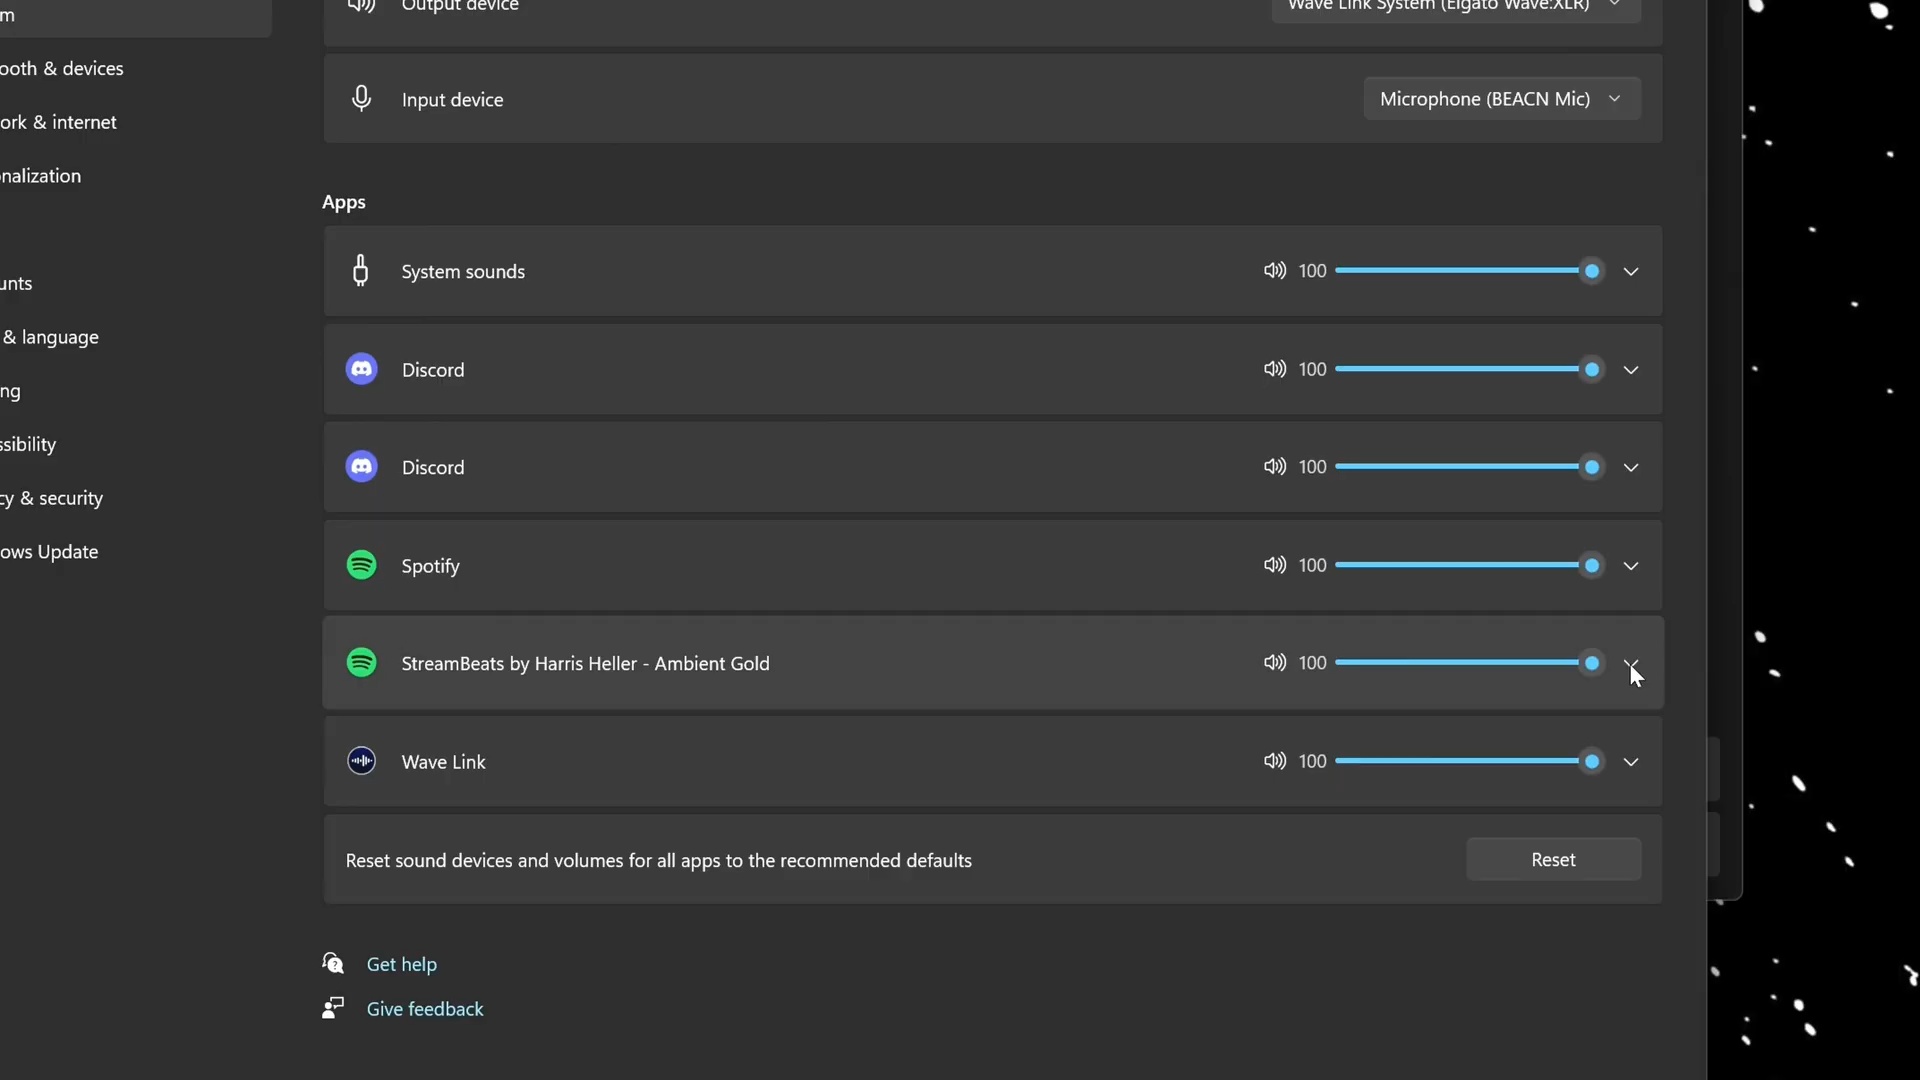 m
ooth & devices
ork & internet
nalization
unts
& language
ng
ssibility
cy & security
ows Update
Output device
Wave Link System (Elgato Wave:XLR)
Input device
Microphone (BEACN Mic)
Apps
System sounds
100
Discord
100
Discord
100
Spotify
100
StreamBeats by Harris Heller - Ambient Gold
100
Wave Link
100
Reset sound devices and volumes for all apps to the recommended defaults
Reset
Get help
Give feedback